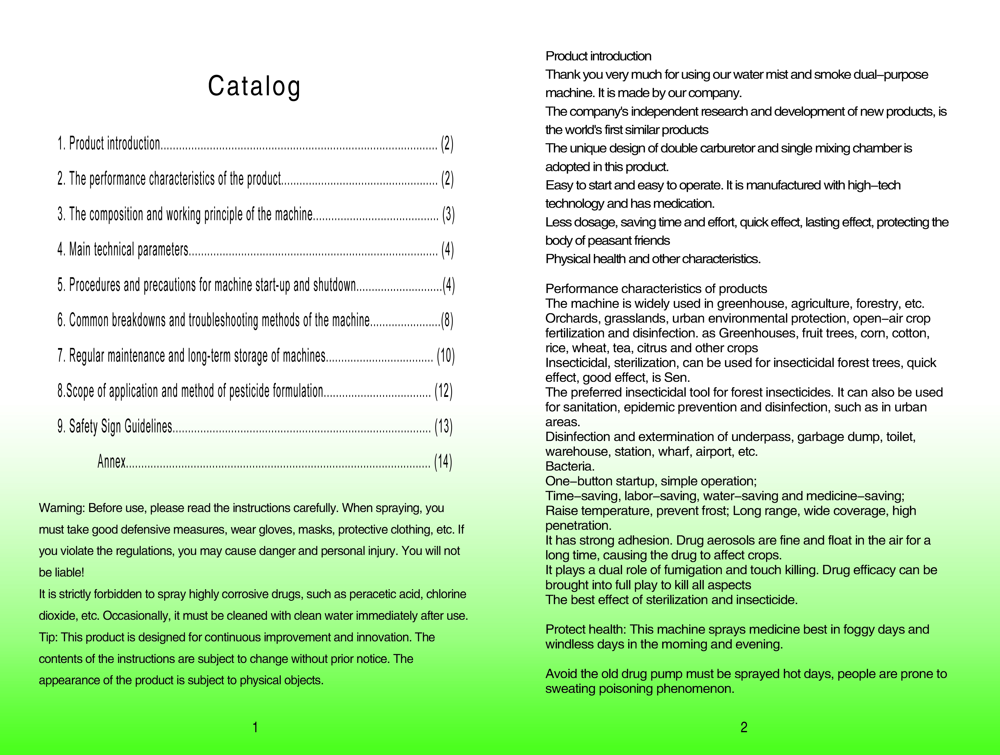 Catalog
1. Product introduction.......................................................................................... (2)
2. The performance characteristics of the product................................................... (2)
3. The composition and working principle of the machine......................................... (3)
4. Main technical parameters................................................................................. (4)
5. Procedures and precautions for machine start-up and shutdown............................(4)
6. Common breakdowns and troubleshooting methods of the machine.......................(8)
7. Regular maintenance and long-term storage of machines................................... (10)
8.Scope of application and method of pesticide formulation................................... (12)
9. Safety Sign Guidelines.................................................................................... (13)
Annex................................................................................................... (14)
Warning: Before use, please read the instructions carefully. When spraying, you
must take good defensive measures, wear gloves, masks, protective clothing, etc. If
you violate the regulations, you may cause danger and personal injury. You will not
be liable!
It is strictly forbidden to spray highly corrosive drugs, such as peracetic acid, chlorine
dioxide, etc. Occasionally, it must be cleaned with clean water immediately after use.
Tip: This product is designed for continuous improvement and innovation. The
contents of the instructions are subject to change without prior notice. The
appearance of the product is subject to physical objects.
1
Product introduction
Thank you very much for using our water mist and smoke dual–purpose
machine. It is made by our company.
The company's independent research and development of new products, is
the world's first similar products
The unique design of double carburetor and single mixing chamber is
adopted in this product.
Easy to start and easy to operate. It is manufactured with high–tech
technology and has medication.
Less dosage, saving time and effort, quick effect, lasting effect, protecting the
body of peasant friends
Physical health and other characteristics.
Performance characteristics of products
The machine is widely used in greenhouse, agriculture, forestry, etc.
Orchards, grasslands, urban environmental protection, open–air crop
fertilization and disinfection. as Greenhouses, fruit trees, corn, cotton,
rice, wheat, tea, citrus and other crops
Insecticidal, sterilization, can be used for insecticidal forest trees, quick
effect, good effect, is Sen.
The preferred insecticidal tool for forest insecticides. It can also be used
for sanitation, epidemic prevention and disinfection, such as in urban
areas.
Disinfection and extermination of underpass, garbage dump, toilet,
warehouse, station, wharf, airport, etc.
Bacteria.
One–button startup, simple operation;
Time–saving, labor–saving, water–saving and medicine–saving;
Raise temperature, prevent frost; Long range, wide coverage, high
penetration.
It has strong adhesion. Drug aerosols are fine and float in the air for a
long time, causing the drug to affect crops.
It plays a dual role of fumigation and touch killing. Drug efficacy can be
brought into full play to kill all aspects
The best effect of sterilization and insecticide.
Protect health: This machine sprays medicine best in foggy days and
windless days in the morning and evening.
Avoid the old drug pump must be sprayed hot days, people are prone to
sweating poisoning phenomenon.
2